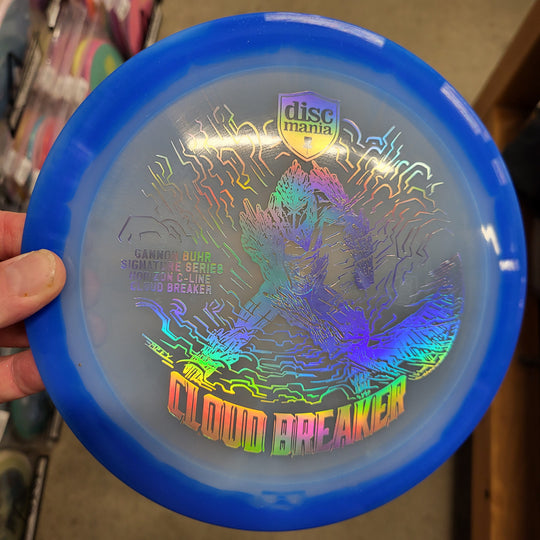 disc
mania
GANNON BUHR
SIGNATURE SERIES
HORIZON C-LINE
CLOUD BREAKER
CLOUD BREAKER